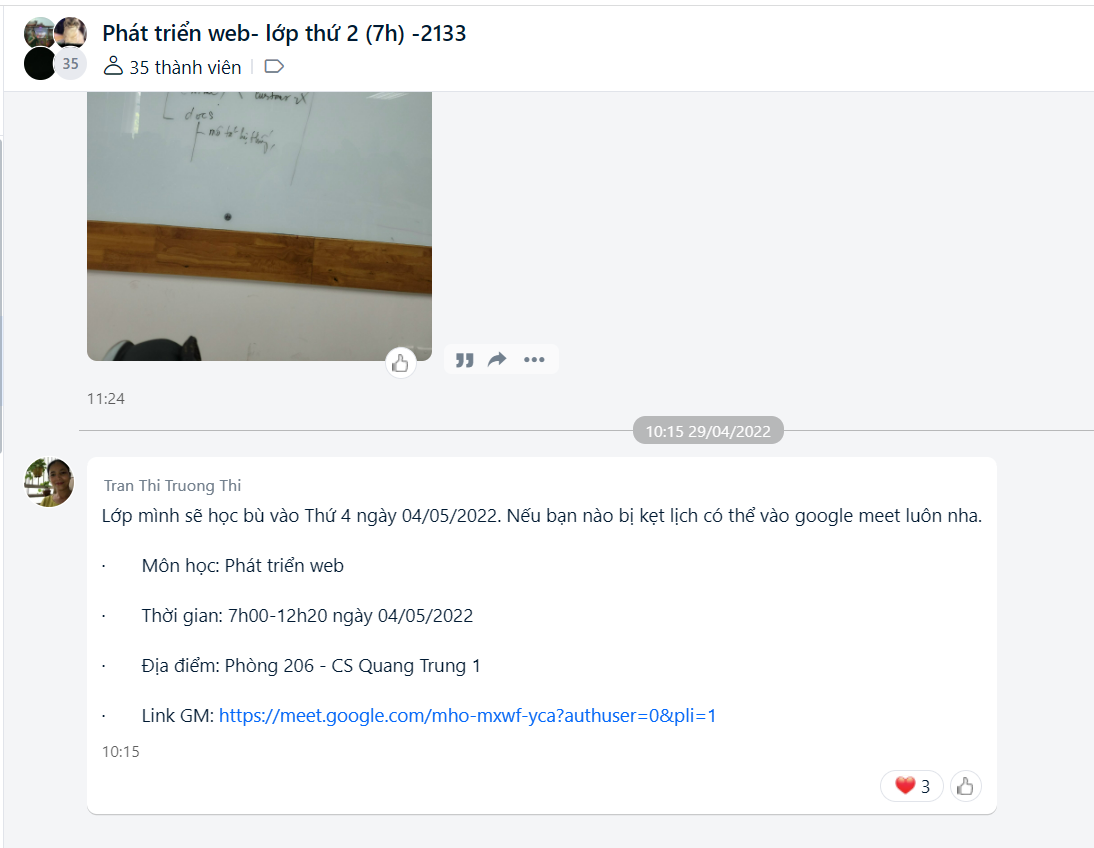 Phát triển web- lớp thứ 2 (7h) -2133
35
35 thành viên
docs
mô tả hệ thống
11:24
10:15 29/04/2022
Tran Thi Truong Thi
Lớp mình sẽ học bù vào Thứ 4 ngày 04/05/2022. Nếu bạn nào bị kẹt lịch có thể vào google meet luôn nha.
· Môn học: Phát triển web
· Thời gian: 7h00-12h20 ngày 04/05/2022
· Địa điểm: Phòng 206 - CS Quang Trung 1
· Link GM: https://meet.google.com/mho-mxwf-yca?authuser=0&pli=1
10:15
3